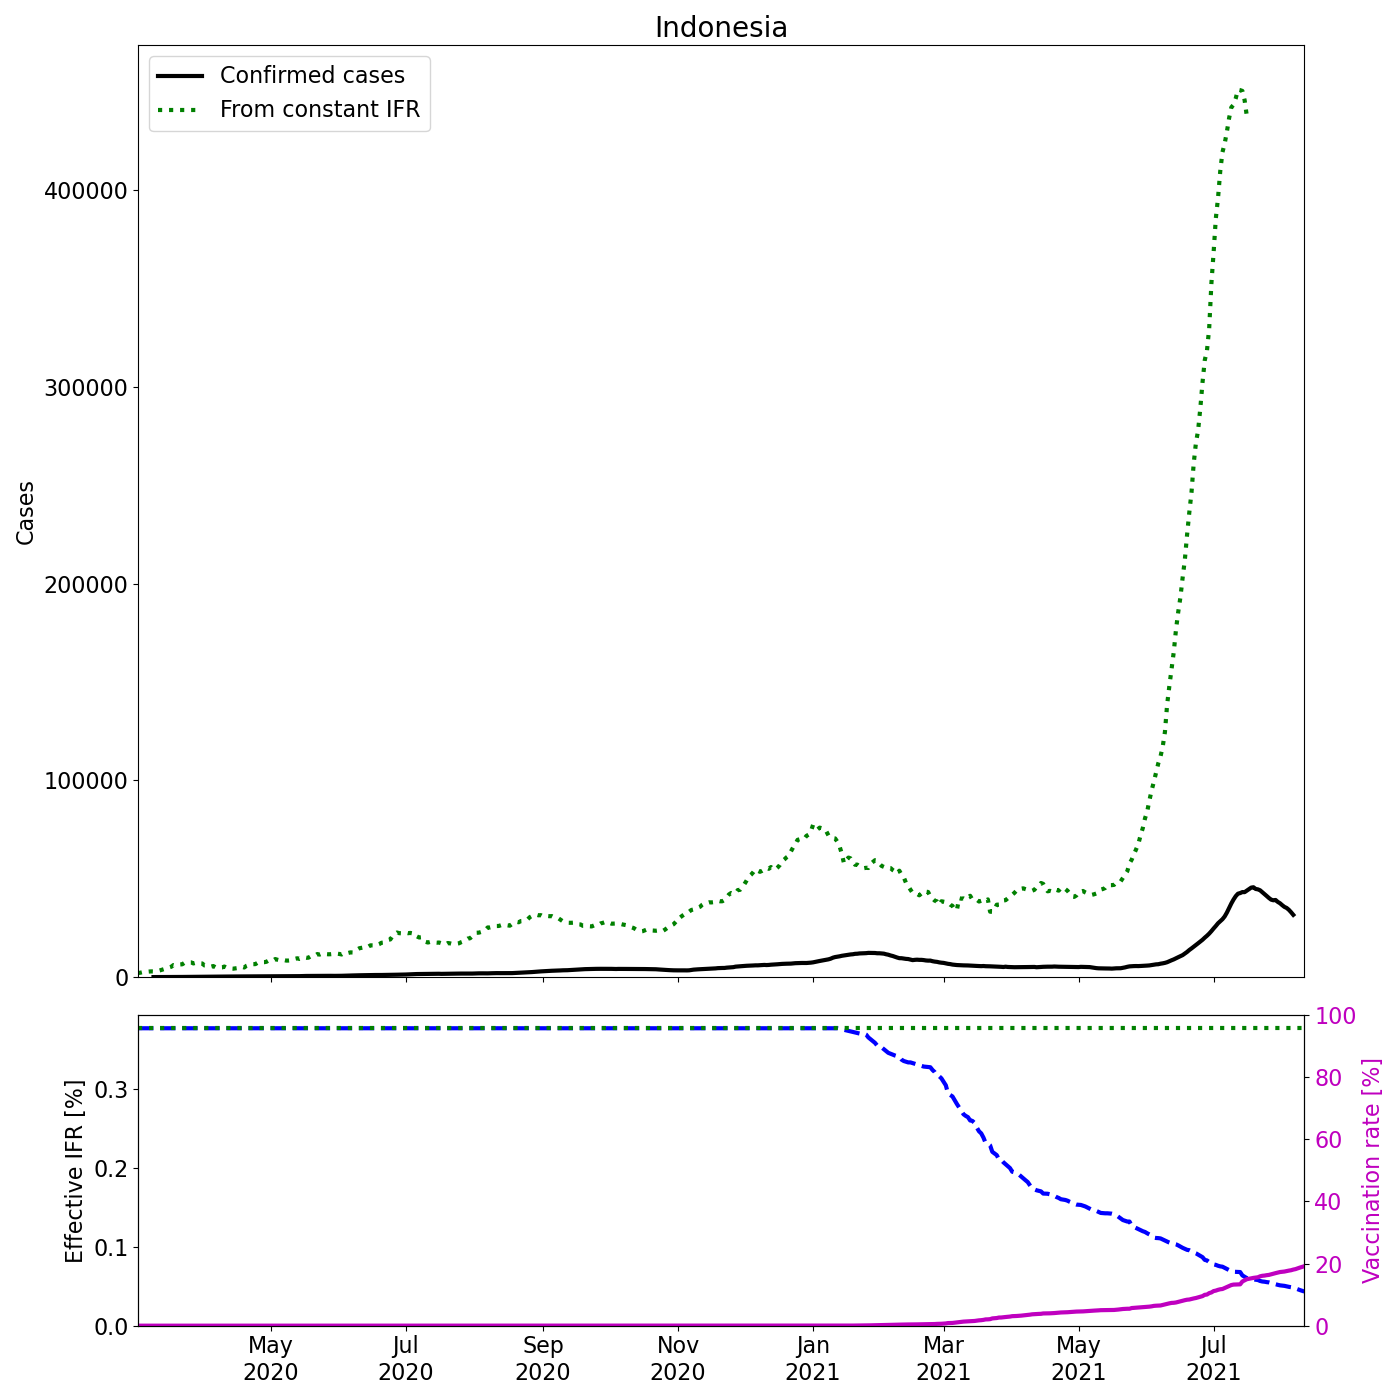 Indonesia
Confirmed cases
From constant IFR
400000
300000
200000
100000
0
Cases
0.3
0.2
0.1
0.0
Effective IFR [%]
100
80
60
40
20
0
Vaccination rate [%]
May
2020
Jul
2020
Sep
2020
Nov
2020
Jan
2021
Mar
2021
May
2021
Jul
2021